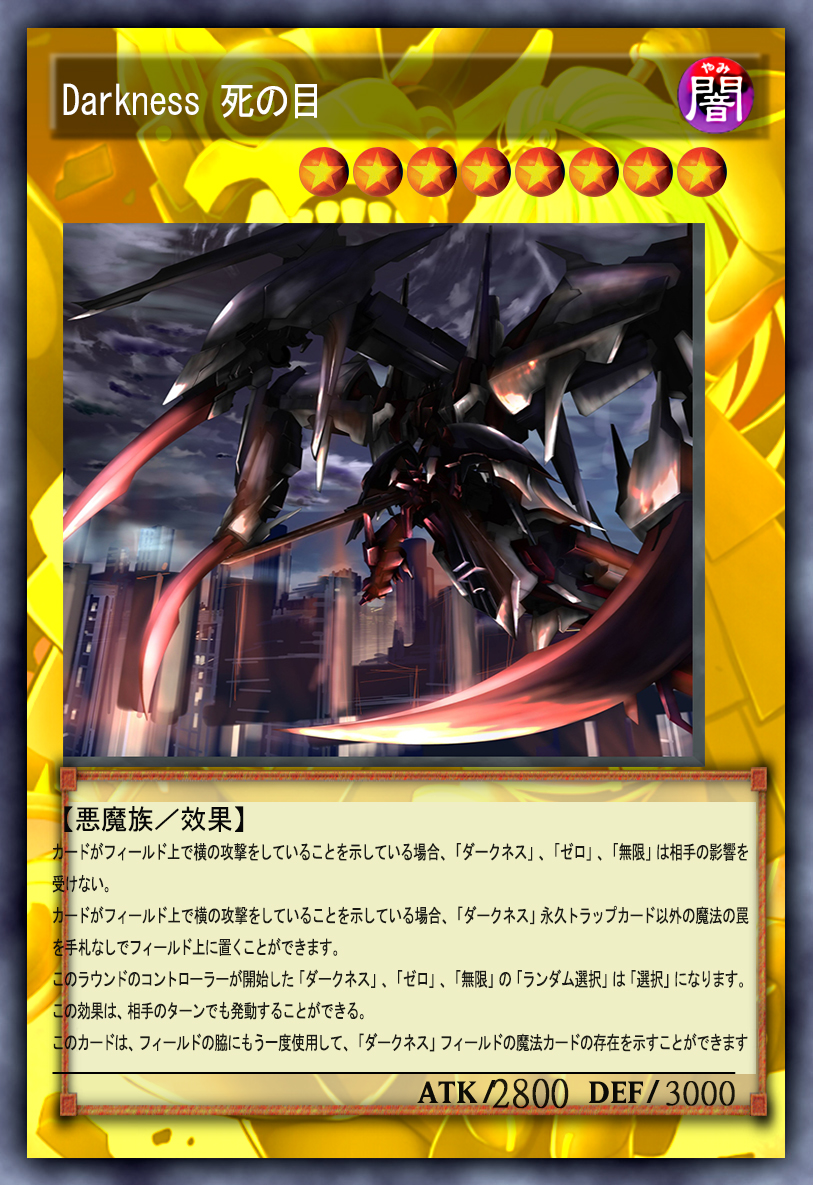 Darkness 死の目
やみ
闇
【悪魔族／効果】
カードがフィールド上で横の攻撃をしていることを示している場合、「ダークネス」、「ゼロ」、「無限」は相手の影響を
受けない。
カードがフィールド上で横の攻撃をしていることを示している場合、「ダークネス」永久トラップカード以外の魔法の罠
を手札なしでフィールド上に置くことができます。
このラウンドのコントローラーが開始した「ダークネス」、「ゼロ」、「無限」の「ランダム選択」は「選択」になります。
この効果は、相手のターンでも発動することができる。
このカードは、フィールドの脇にもう一度使用して、「ダークネス」フィールドの魔法カードの存在を示すことができます
ATK/2800 DEF/3000